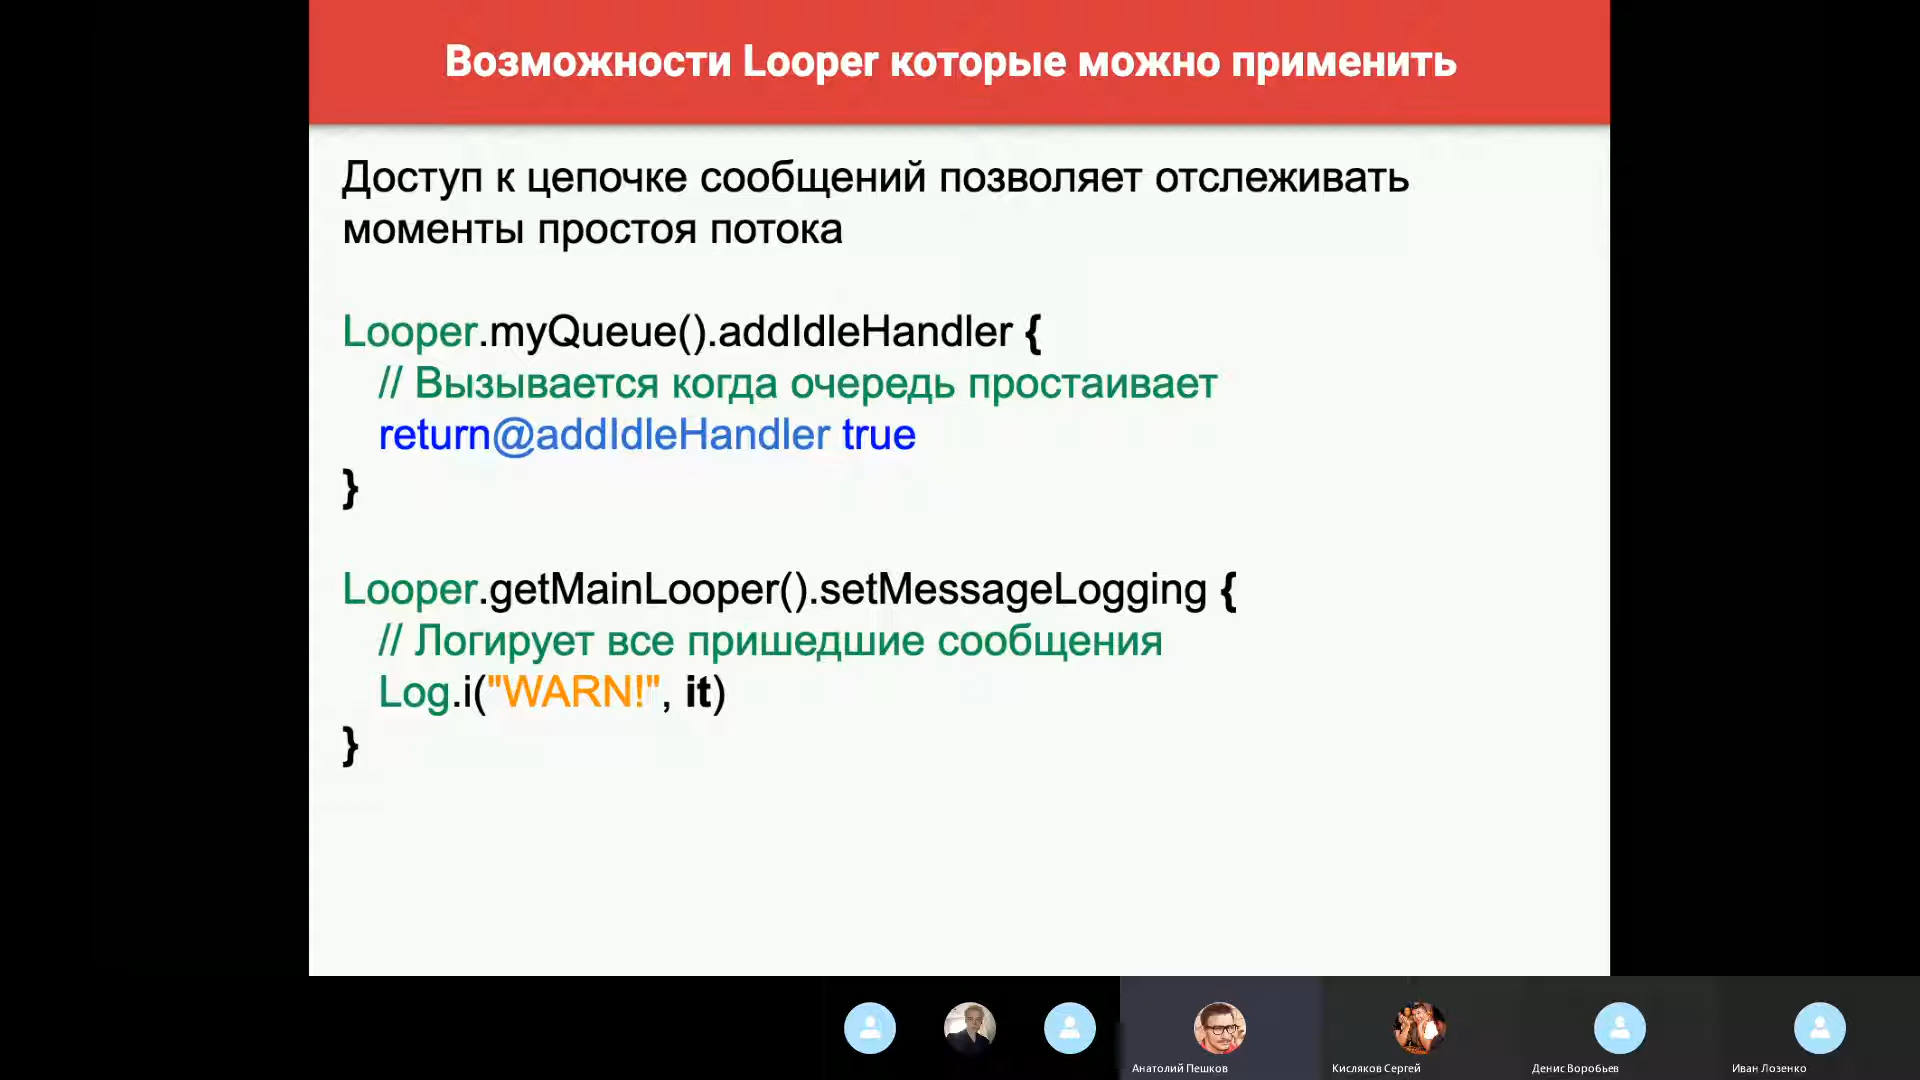 Возможности Looper которые можно применить
Доступ к цепочке сообщений позволяет отслеживать
моменты простоя потока
Looper.myQueue().addIdleHandler {
// Вызывается когда очередь простаивает
return@addIdleHandler true
}
Looper.getMainLooper().setMessageLogging {
// Логирует все пришедшие сообщения
Log.i("WARN!", it)
}
Анатолий Пешков
Кисляков Сергей
Денис Воробьев
Иван Лозенко